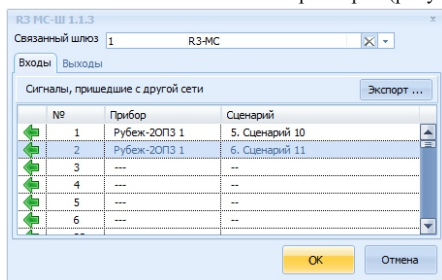 R3 МС-Ш 1.1.3
Связанный шлюз 1 R3-МС
Входы Выходы
Сигналы, пришедшие с другой сети Экспорт ...
№ Прибор Сценарий
1 Рубеж-2ОП3 1 5. Сценарий 10
2 Рубеж-2ОП3 1 6. Сценарий 11
3 --- --
4 --- --
5 --- --
6 --- --
OK Отмена